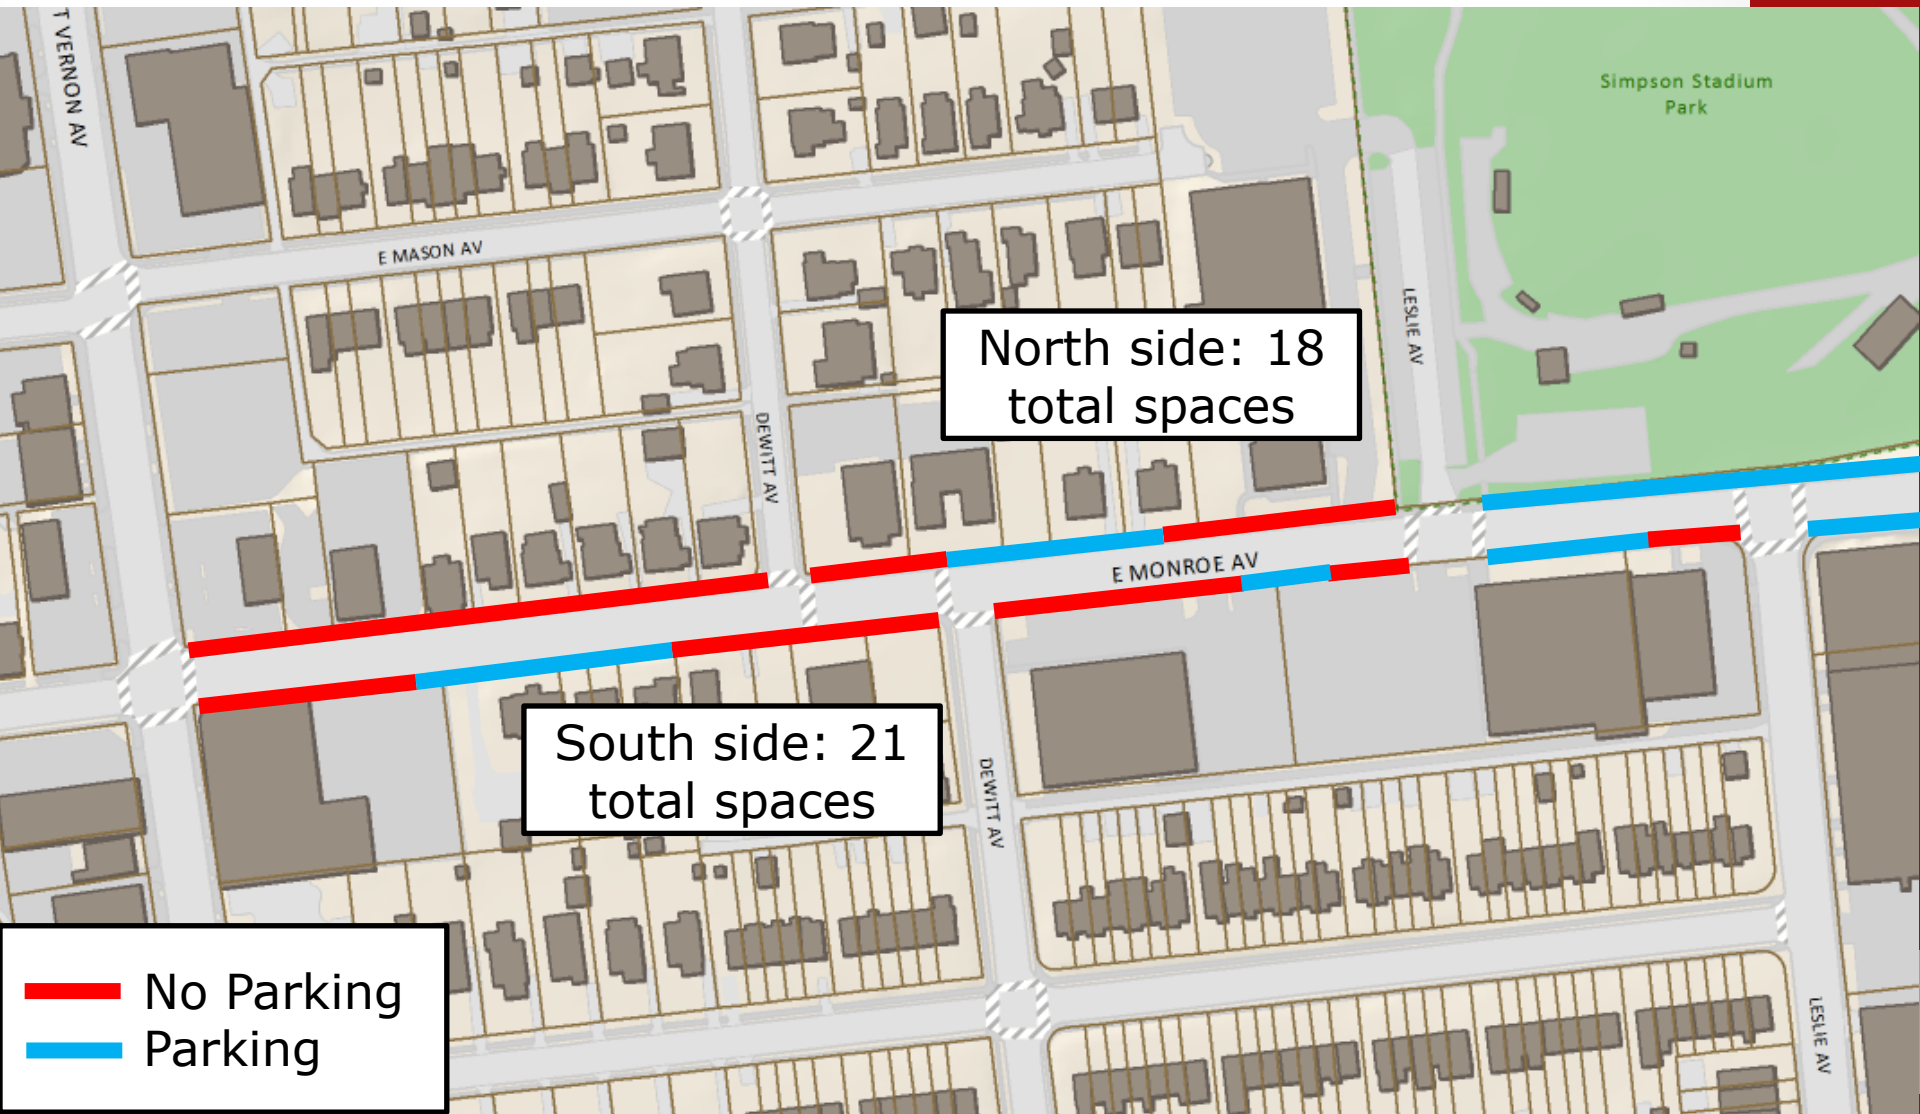 T VERNON AV
Simpson Stadium
Park
E MASON AV
LESLIE AV
North side: 18
total spaces
DEWITT AV
E MONROE AV
South side: 21
total spaces
DEWITT AV
No Parking
Parking
LESLIE AV